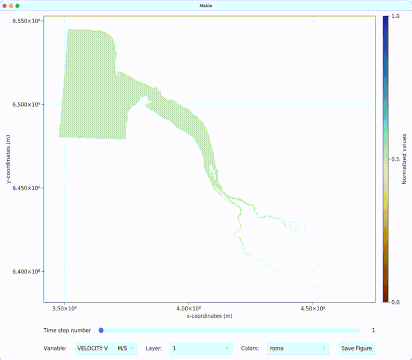 Makie
6.550×10⁶
6.500×10⁶
6.450×10⁶
6.400×10⁶
y-coordinates (m)
3.50×10⁵
4.00×10⁵
4.50×10⁵
x-coordinates (m)
1.0
0.5
0.0
Normalized values
Time step number
1
Variable:
VELOCITY V M/S
Layer:
1
Colors:
roma
Save Figure